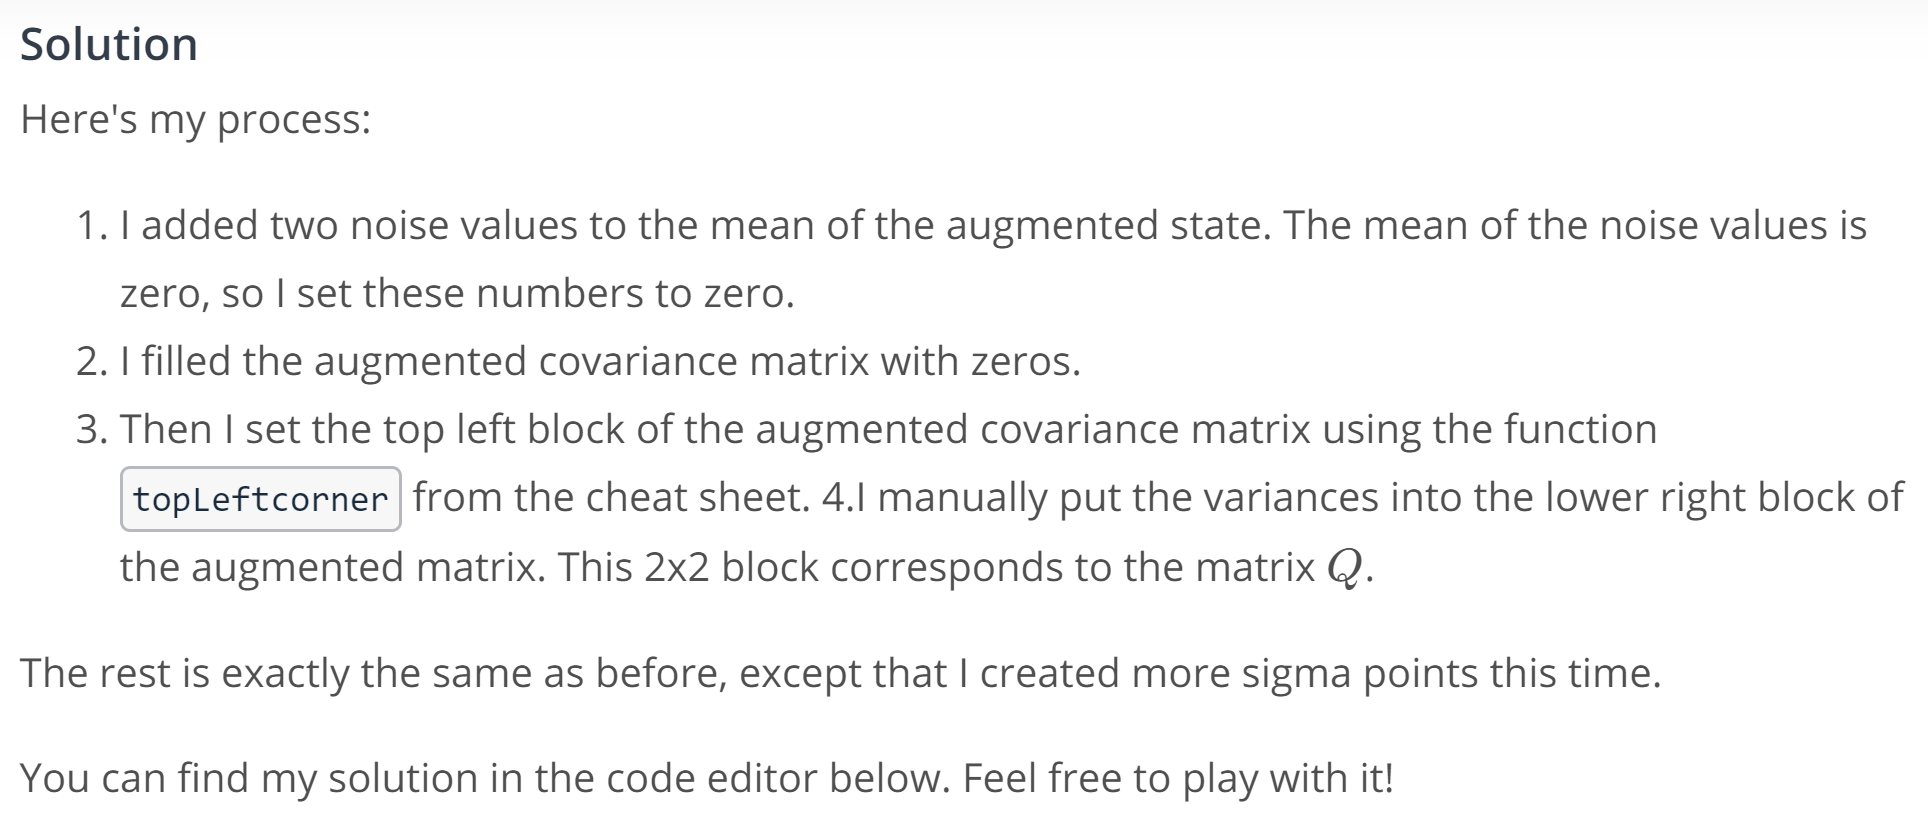 Solution
Here's my process:
1. I added two noise values to the mean of the augmented state. The mean of the noise values is
zero, so I set these numbers to zero.
2. I filled the augmented covariance matrix with zeros.
3. Then I set the top left block of the augmented covariance matrix using the function
topLeftcorner from the cheat sheet. 4.I manually put the variances into the lower right block of
the augmented matrix. This 2x2 block corresponds to the matrix Q.
The rest is exactly the same as before, except that I created more sigma points this time.
You can find my solution in the code editor below. Feel free to play with it!